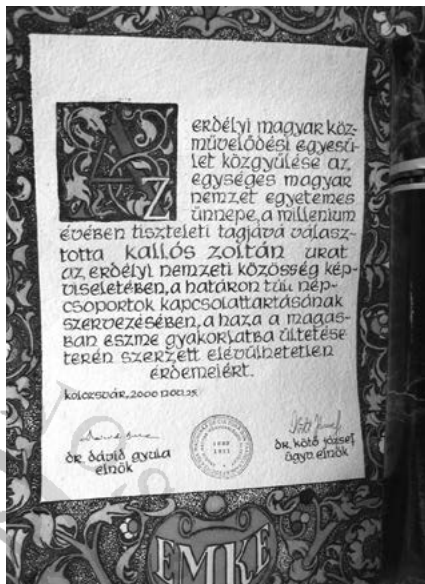 Az
erdélyi magyar köz-
művelődési egyesü-
let közgyűlése az
egységes magyar
nemzet egyetemes
ünnepe, a millenium
évében tiszteleti tagjává válasz-
totta kallós zoltán urat
az erdélyi nemzeti közösség kép-
viseletében, a határon túli nép-
csoportok kapcsolattartásának
szervezésében, a haza a magas-
ban eszme gyakorlatba ültetése
terén szerzett elévülhetetlen
érdemeiért.
kolozsvár, 2000 nov. 25.
dr. dávid gyula
elnök
dr. kötő józsef
ügyv. elnök
EMKE